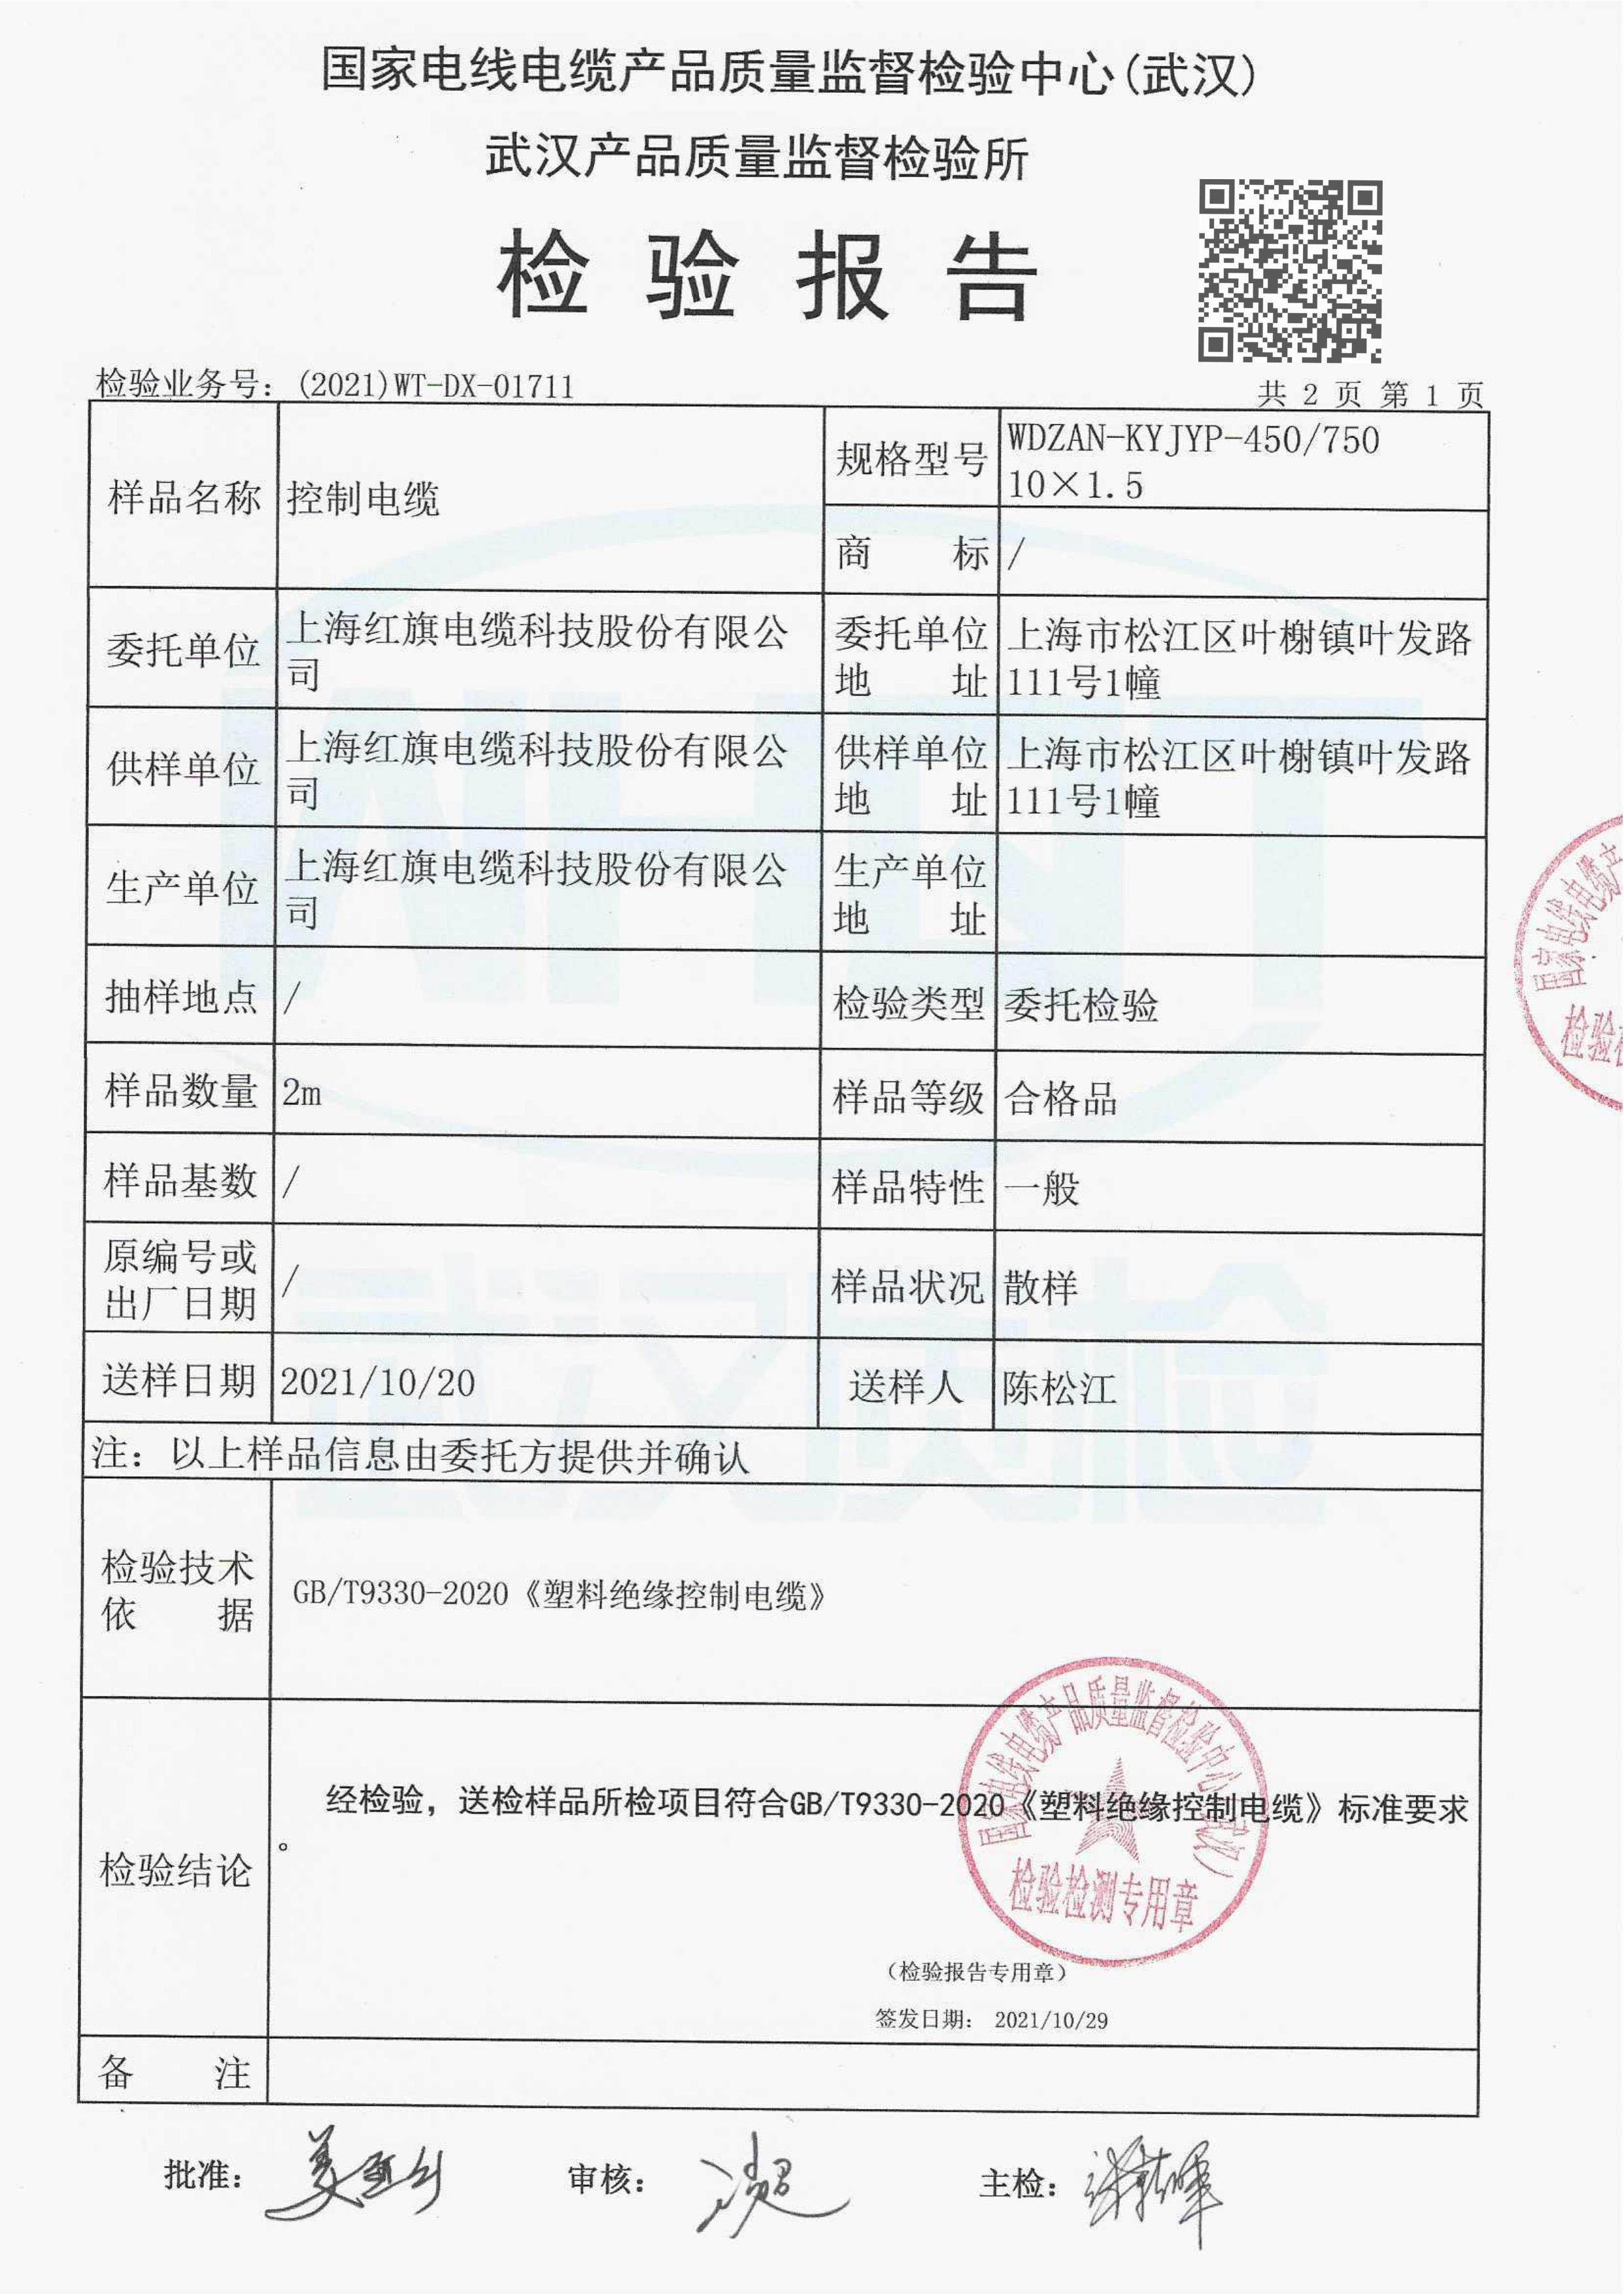 国家电线电缆产品质量监督检验中心(武汉)
武汉产品质量监督检验所
检验报告
检验业务号: (2021)WT-DX-01711
共 2 页 第 1 页
样品名称
控制电缆
规格型号
WDZAN-KYJYP-450/750
10×1.5
商 标
/
委托单位
上海红旗电缆科技股份有限公
司
委托单位
地 址
上海市松江区叶榭镇叶发路
111号1幢
供样单位
上海红旗电缆科技股份有限公
司
供样单位
地 址
上海市松江区叶榭镇叶发路
111号1幢
生产单位
上海红旗电缆科技股份有限公
司
生产单位
地 址
抽样地点
/
检验类型
委托检验
样品数量
2m
样品等级
合格品
样品基数
/
样品特性
一般
原编号或
出厂日期
/
样品状况
散样
送样日期
2021/10/20
送样人
陈松江
注: 以上样品信息由委托方提供并确认
检验技术
依 据
GB/T9330-2020《塑料绝缘控制电缆》
检验结论
经检验，送检样品所检项目符合GB/T9330-2020《塑料绝缘控制电缆》标准要求
。
国家电线电缆产品质量监督检验中心(武汉)
检验检测专用章
(检验报告专用章)
签发日期: 2021/10/29
备 注
批准:
审核:
主检:
国家电线电缆产
检验
WHQT
武汉质检